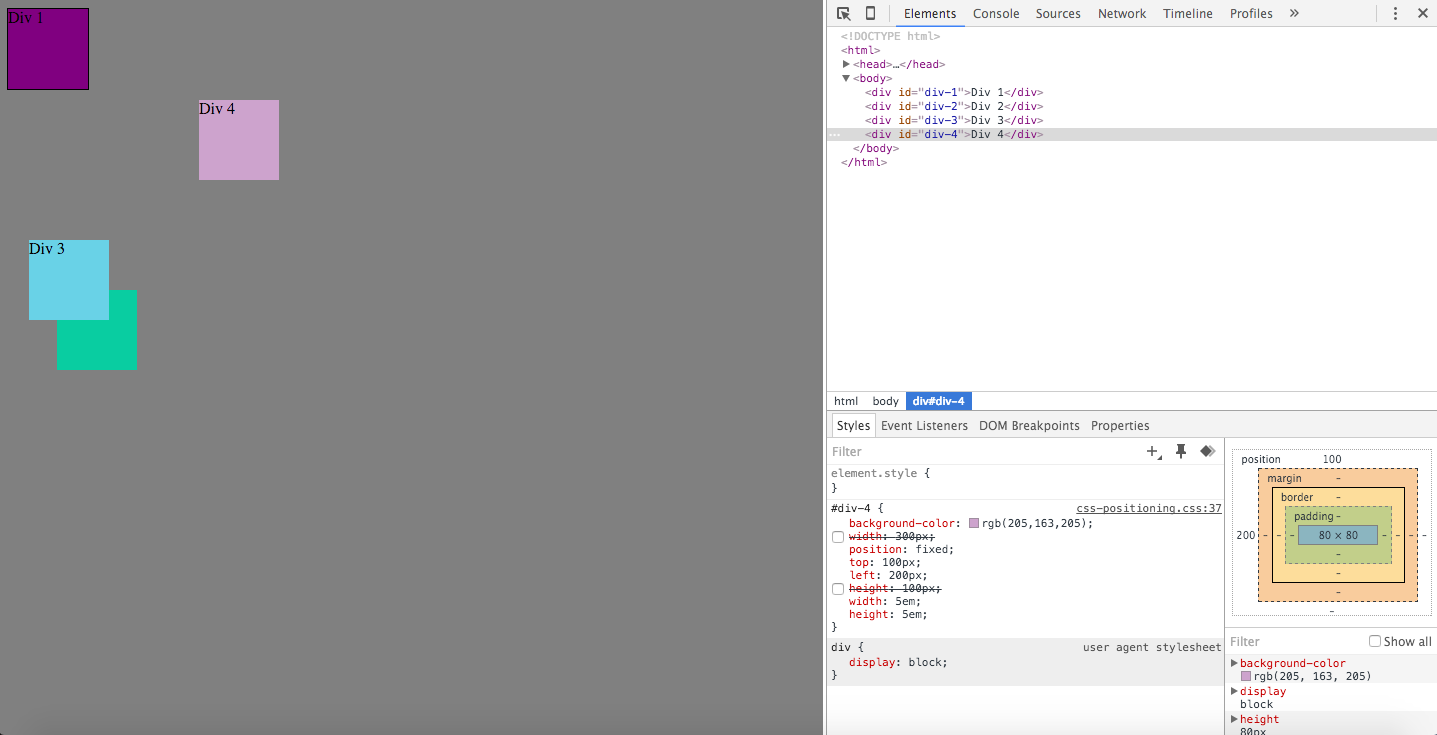 Div 1
Div 4
Div 3
Elements Console Sources Network Timeline Profiles »
<!DOCTYPE html>
<html>
<head>…</head>
<body>
<div id="div-1">Div 1</div>
<div id="div-2">Div 2</div>
<div id="div-3">Div 3</div>
<div id="div-4">Div 4</div>
</body>
</html>
html body div#div-4
Styles Event Listeners DOM Breakpoints Properties
Filter
element.style {
}
#div-4 { css-positioning.css:37
background-color: rgb(205,163,205);
width: 300px;
position: fixed;
top: 100px;
left: 200px;
height: 100px;
width: 5em;
height: 5em;
}
div { user agent stylesheet
display: block;
}
position 100
margin -
border -
padding -
200 - - - 80 × 80 - - - -
-
-
-
-
Filter Show all
background-color
rgb(205, 163, 205)
display
block
height
80px